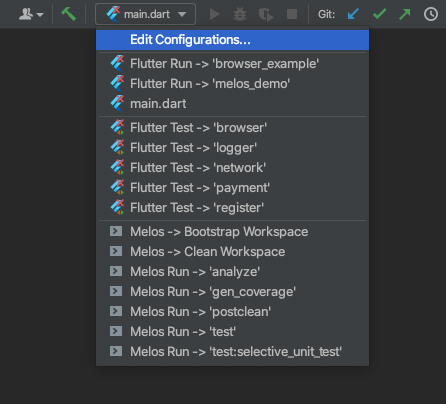 main.dart
Git:
Edit Configurations...
Flutter Run -> 'browser_example'
Flutter Run -> 'melos_demo'
main.dart
Flutter Test -> 'browser'
Flutter Test -> 'logger'
Flutter Test -> 'network'
Flutter Test -> 'payment'
Flutter Test -> 'register'
Melos -> Bootstrap Workspace
Melos -> Clean Workspace
Melos Run -> 'analyze'
Melos Run -> 'gen_coverage'
Melos Run -> 'postclean'
Melos Run -> 'test'
Melos Run -> 'test:selective_unit_test'